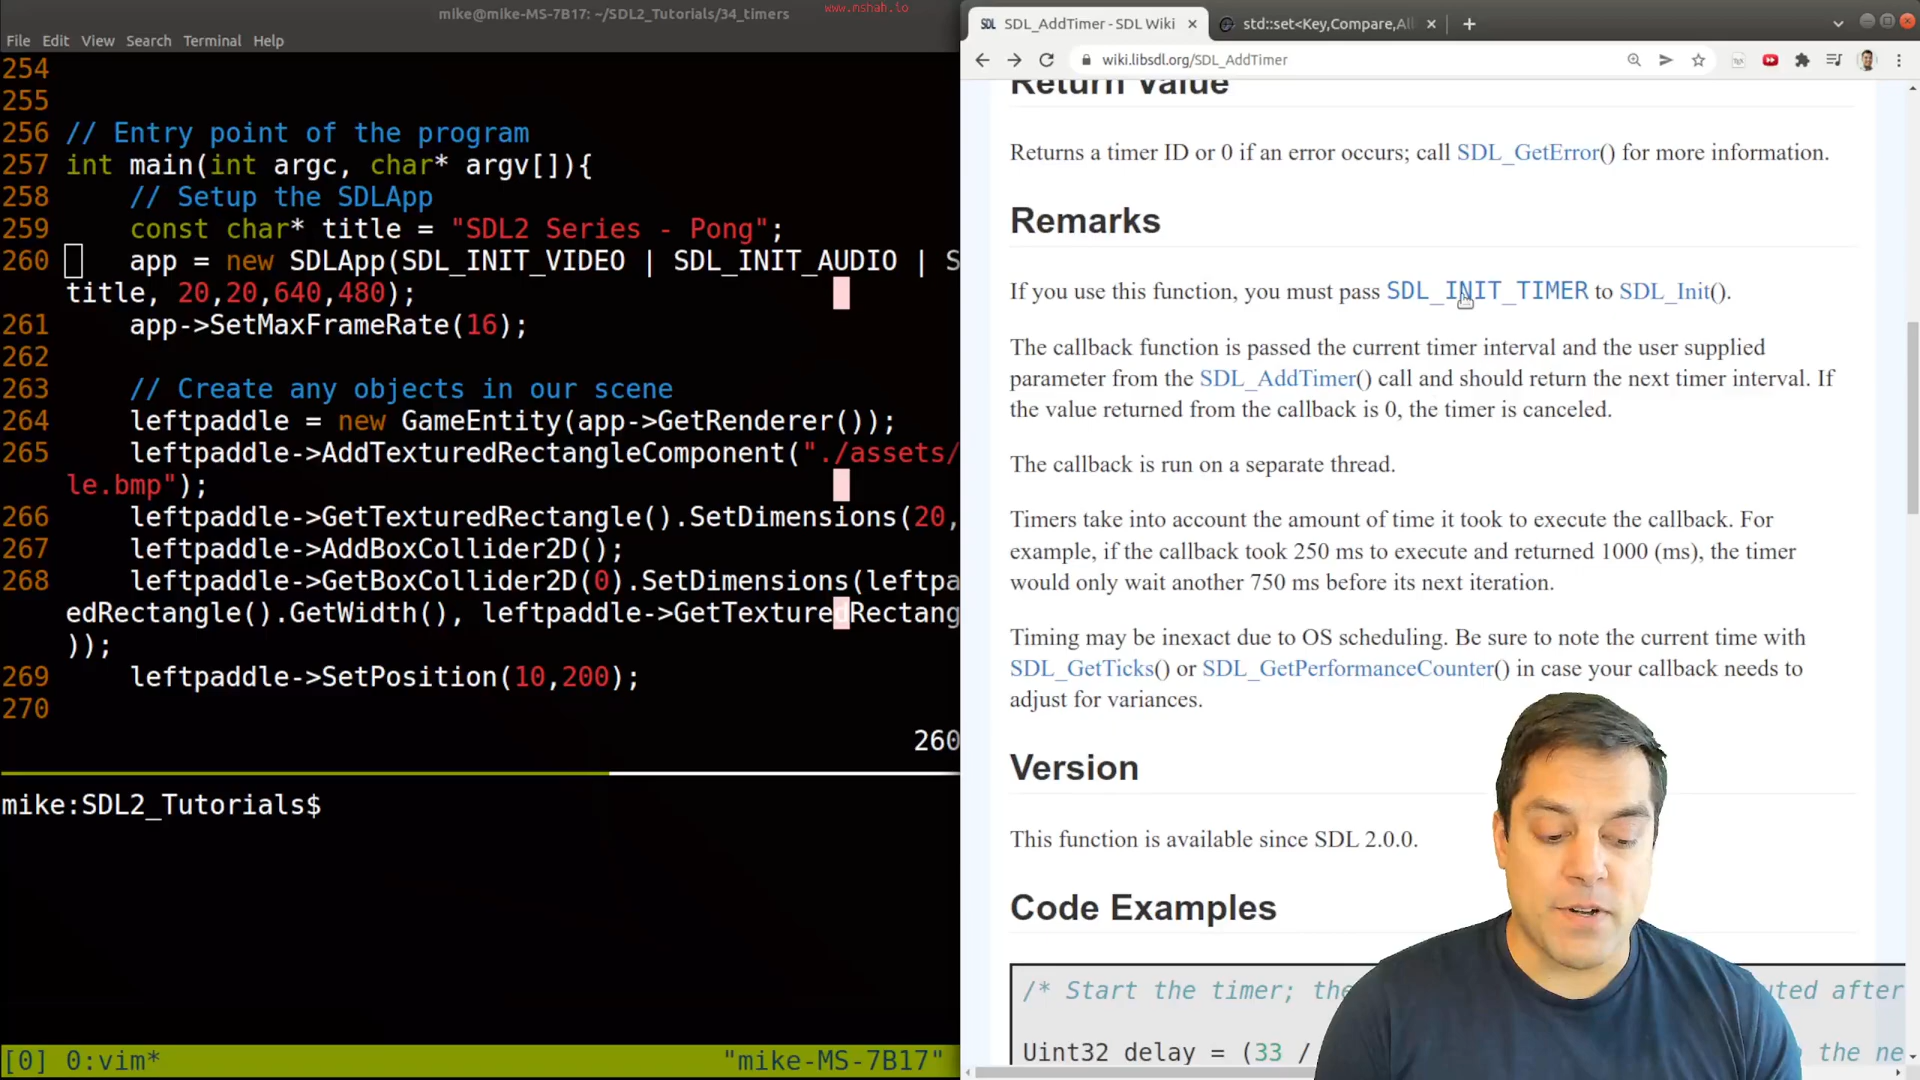 mike@mike-MS-7B17: ~/SDL2_Tutorials/34_timers
www.mshah.io
File Edit View Search Terminal Help
254
255
256 // Entry point of the program
257 int main(int argc, char* argv[]){
258     // Setup the SDLApp
259     const char* title = "SDL2 Series - Pong";
260     app = new SDLApp(SDL_INIT_VIDEO | SDL_INIT_AUDIO | S
title, 20,20,640,480);
261     app->SetMaxFrameRate(16);
262
263     // Create any objects in our scene
264     leftpaddle = new GameEntity(app->GetRenderer());
265     leftpaddle->AddTexturedRectangleComponent("./assets/
le.bmp");
266     leftpaddle->GetTexturedRectangle().SetDimensions(20,
267     leftpaddle->AddBoxCollider2D();
268     leftpaddle->GetBoxCollider2D(0).SetDimensions(leftpa
edRectangle().GetWidth(), leftpaddle->GetTexturedRectang
));
269     leftpaddle->SetPosition(10,200);
270
260
mike:SDL2_Tutorials$
[0] 0:vim* "mike-MS-7B17"
SDL SDL_AddTimer - SDL Wiki
std::set<Key,Compare,All
wiki.libsdl.org/SDL_AddTimer
Return Value
Returns a timer ID or 0 if an error occurs; call SDL_GetError() for more information.
Remarks
If you use this function, you must pass SDL_INIT_TIMER to SDL_Init().
The callback function is passed the current timer interval and the user supplied
parameter from the SDL_AddTimer() call and should return the next timer interval. If
the value returned from the callback is 0, the timer is canceled.
The callback is run on a separate thread.
Timers take into account the amount of time it took to execute the callback. For
example, if the callback took 250 ms to execute and returned 1000 (ms), the timer
would only wait another 750 ms before its next iteration.
Timing may be inexact due to OS scheduling. Be sure to note the current time with
SDL_GetTicks() or SDL_GetPerformanceCounter() in case your callback needs to
adjust for variances.
Version
This function is available since SDL 2.0.0.
Code Examples
/* Start the timer; the uted after
Uint32 delay = (33 / the ne